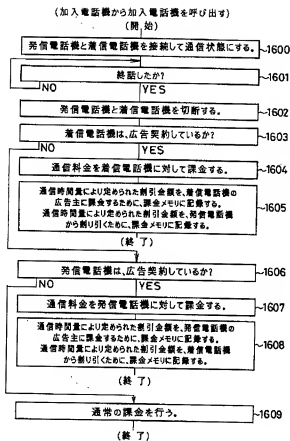 (加入電話機から加入電話機を呼び出す)
(開始)
発信電話機と着信電話機を接続して通信状態にする。
1600
終話したか?
1601
NO
YES
発信電話機と着信電話機を切断する。
1602
着信電話機は、広告契約しているか?
1603
NO
YES
通信料金を着信電話機に対して課金する。
1604
通信時間量により定められた割引金額を、着信電話機の
広告主に課金するために、課金メモリに記録する。
通信時間量により定められた割引金額を、発信電話機
から割り引くために、課金メモリに記録する。
1605
(終了)
発信電話機は、広告契約しているか?
1606
NO
YES
通信料金を発信電話機に対して課金する。
1607
通信時間量により定められた割引金額を、発信電話機の
広告主に課金するために、課金メモリに記録する。
通信時間量により定められた割引金額を、着信電話機
から割り引くために、課金メモリに記録する。
1608
(終了)
通常の課金を行う。
1609
(終了)